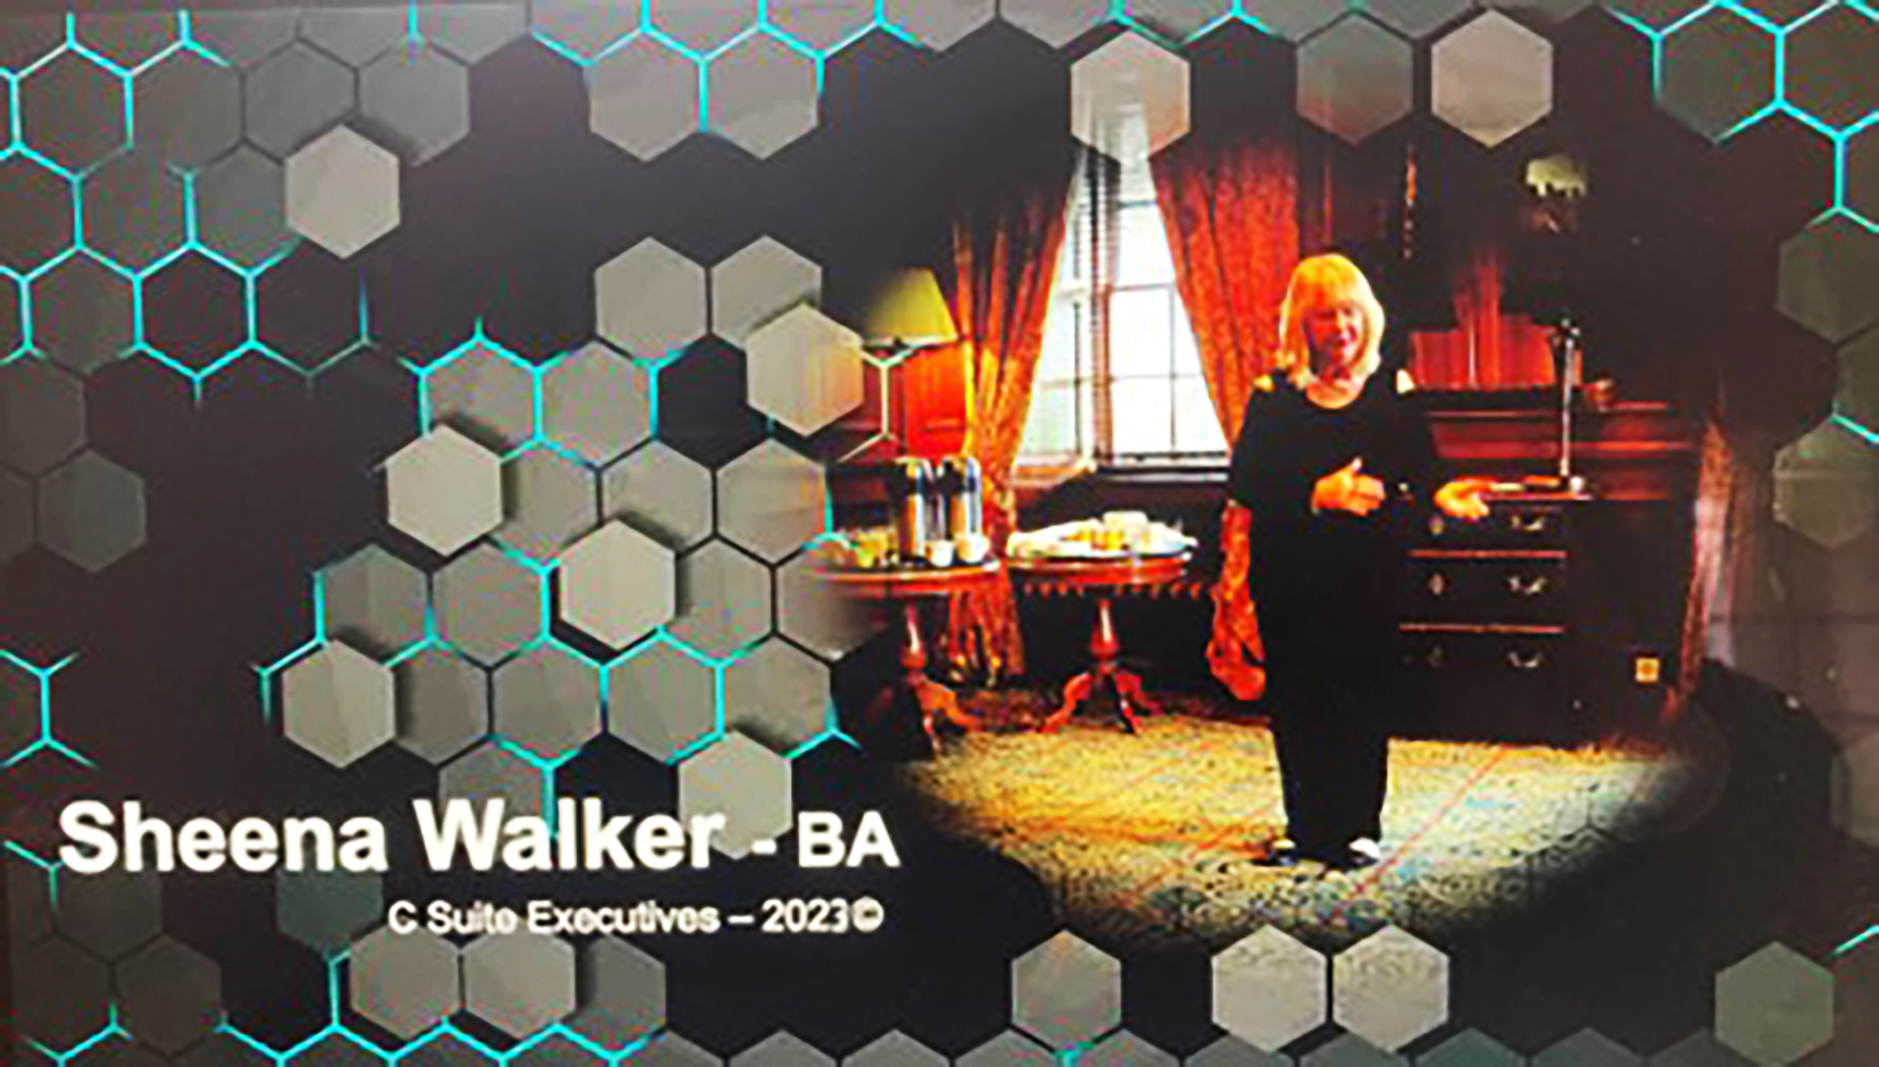 Sheena Walker - BA
C Suite Executives – 2023©